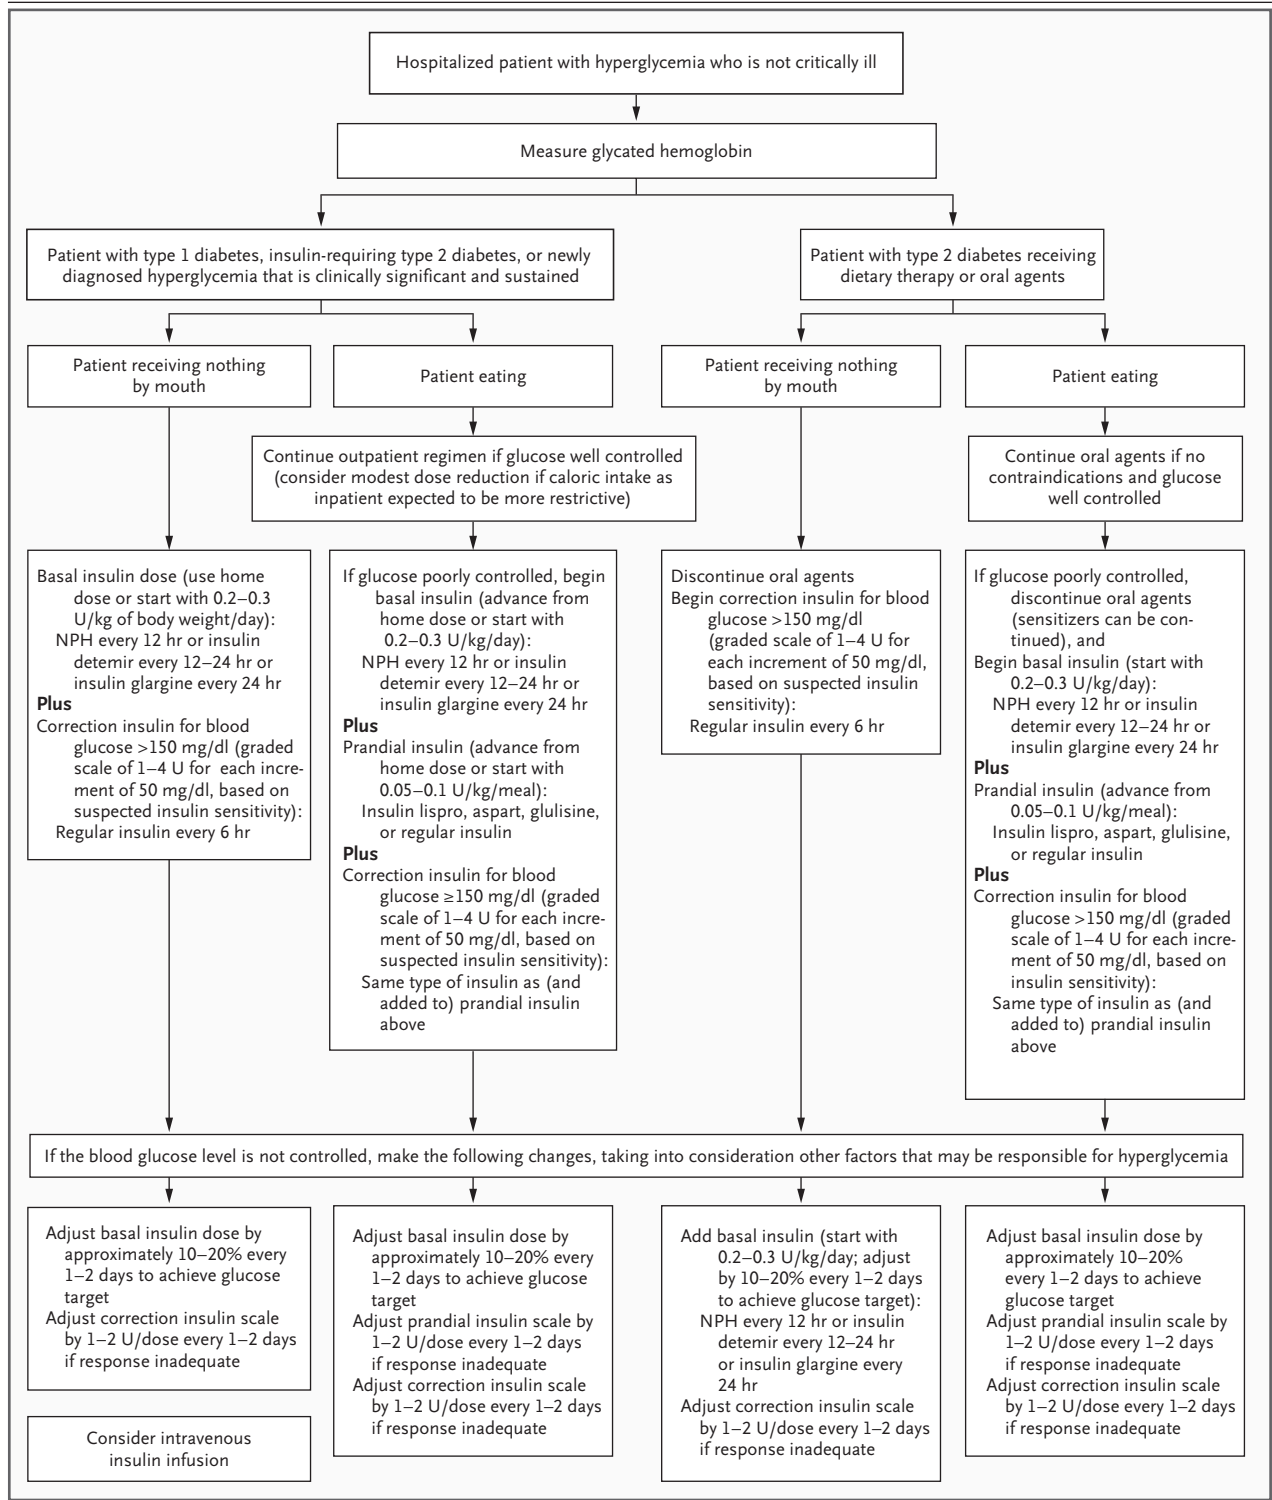 Hospitalized patient with hyperglycemia who is not critically ill
Measure glycated hemoglobin
Patient with type 1 diabetes, insulin-requiring type 2 diabetes, or newly
diagnosed hyperglycemia that is clinically significant and sustained
Patient with type 2 diabetes receiving
dietary therapy or oral agents
Patient receiving nothing
by mouth
Patient eating
Patient receiving nothing
by mouth
Patient eating
Continue outpatient regimen if glucose well controlled
(consider modest dose reduction if caloric intake as
inpatient expected to be more restrictive)
Continue oral agents if no
contraindications and glucose
well controlled
Basal insulin dose (use home
dose or start with 0.2–0.3
U/kg of body weight/day):
NPH every 12 hr or insulin
detemir every 12–24 hr or
insulin glargine every 24 hr
Plus
Correction insulin for blood
glucose >150 mg/dl (graded
scale of 1–4 U for each incre-
ment of 50 mg/dl, based on
suspected insulin sensitivity):
Regular insulin every 6 hr
If glucose poorly controlled, begin
basal insulin (advance from
home dose or start with
0.2–0.3 U/kg/day):
NPH every 12 hr or insulin
detemir every 12–24 hr or
insulin glargine every 24 hr
Plus
Prandial insulin (advance from
home dose or start with
0.05–0.1 U/kg/meal):
Insulin lispro, aspart, glulisine,
or regular insulin
Plus
Correction insulin for blood
glucose ≥150 mg/dl (graded
scale of 1–4 U for each incre-
ment of 50 mg/dl, based on
suspected insulin sensitivity):
Same type of insulin as (and
added to) prandial insulin
above
Discontinue oral agents
Begin correction insulin for blood
glucose >150 mg/dl
(graded scale of 1–4 U for
each increment of 50 mg/dl,
based on suspected insulin
sensitivity):
Regular insulin every 6 hr
If glucose poorly controlled,
discontinue oral agents
(sensitizers can be con-
tinued), and
Begin basal insulin (start with
0.2–0.3 U/kg/day):
NPH every 12 hr or insulin
detemir every 12–24 hr or
insulin glargine every 24 hr
Plus
Prandial insulin (advance from
0.05–0.1 U/kg/meal):
Insulin lispro, aspart, glulisine,
or regular insulin
Plus
Correction insulin for blood
glucose >150 mg/dl (graded
scale of 1–4 U for each incre-
ment of 50 mg/dl, based on
insulin sensitivity):
Same type of insulin as (and
added to) prandial insulin
above
If the blood glucose level is not controlled, make the following changes, taking into consideration other factors that may be responsible for hyperglycemia
Adjust basal insulin dose by
approximately 10–20% every
1–2 days to achieve glucose
target
Adjust correction insulin scale
by 1–2 U/dose every 1–2 days
if response inadequate
Consider intravenous
insulin infusion
Adjust basal insulin dose by
approximately 10–20% every
1–2 days to achieve glucose
target
Adjust prandial insulin scale by
1–2 U/dose every 1–2 days
if response inadequate
Adjust correction insulin scale
by 1–2 U/dose every 1–2 days
if response inadequate
Add basal insulin (start with
0.2–0.3 U/kg/day; adjust
by 10–20% every 1–2 days
to achieve glucose target):
NPH every 12 hr or insulin
detemir every 12–24 hr
or insulin glargine every
24 hr
Adjust correction insulin scale
by 1–2 U/dose every 1–2 days
if response inadequate
Adjust basal insulin dose by
approximately 10–20%
every 1–2 days to achieve
glucose target
Adjust prandial insulin scale by
1–2 U/dose every 1–2 days
if response inadequate
Adjust correction insulin scale
by 1–2 U/dose every 1–2 days
if response inadequate